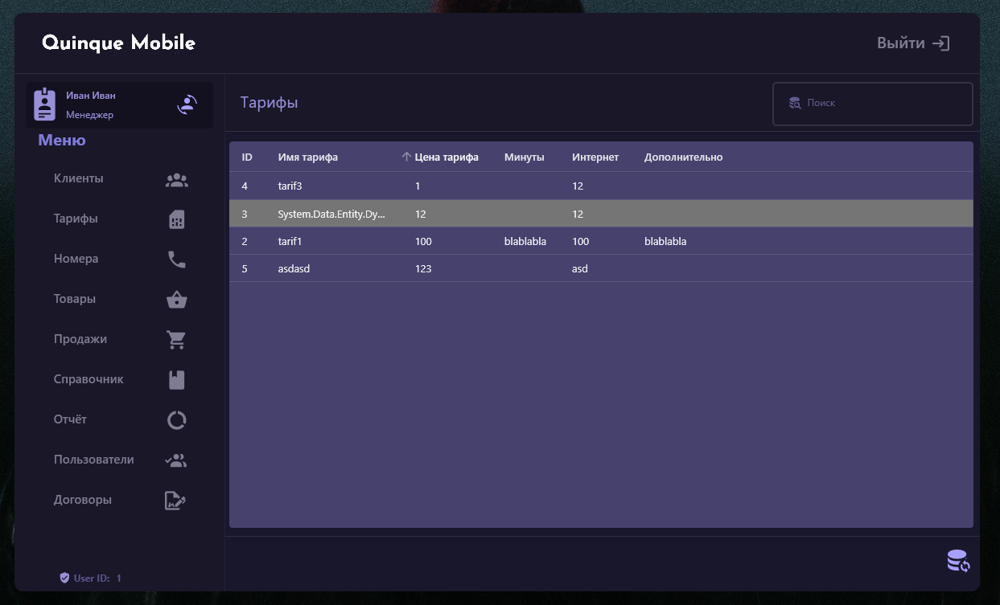 Quinque Mobile
Выйти
Иван Иван
Менеджер
Меню
Клиенты
Тарифы
Номера
Товары
Продажи
Справочник
Отчёт
Пользователи
Договоры
User ID: 1
Тарифы
Поиск
ID Имя тарифа Цена тарифа Минуты Интернет Дополнительно
4 tarif3 1 12
3 System.Data.Entity.Dy... 12 12
2 tarif1 100 blablabla 100 blablabla
5 asdasd 123 asd